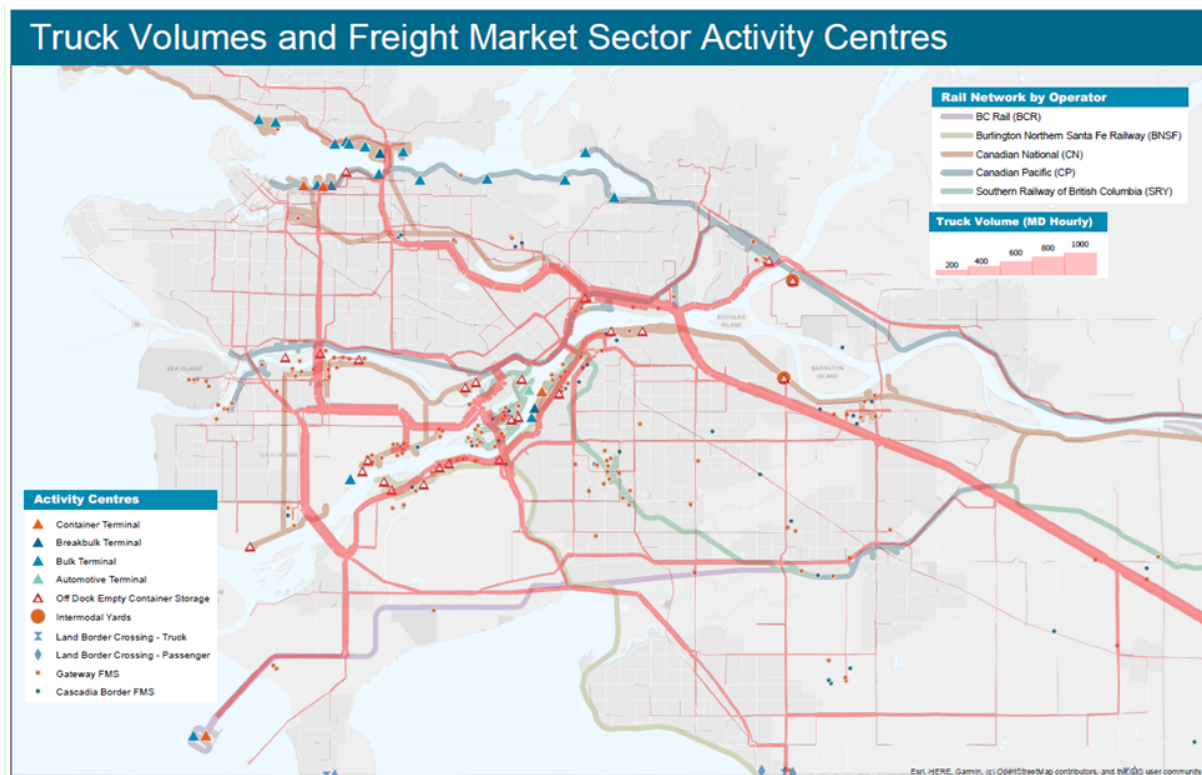 Truck Volumes and Freight Market Sector Activity Centres
Rail Network by Operator
BC Rail (BCR)
Burlington Northern Santa Fe Railway (BNSF)
Canadian National (CN)
Canadian Pacific (CP)
Southern Railway of British Columbia (SRY)
Truck Volume (MD Hourly)
200 400 600 800 1000
DOUGLAS
ISLAND
SEA ISLAND
BARNSTON
ISLAND
LULU ISLAND
Activity Centres
Container Terminal
Breakbulk Terminal
Bulk Terminal
Automotive Terminal
Off Dock Empty Container Storage
Intermodal Yards
Land Border Crossing - Truck
Land Border Crossing - Passenger
Gateway FMS
Cascadia Border FMS
Esri, HERE, Garmin, (c) OpenStreetMap contributors, and the GIS user community